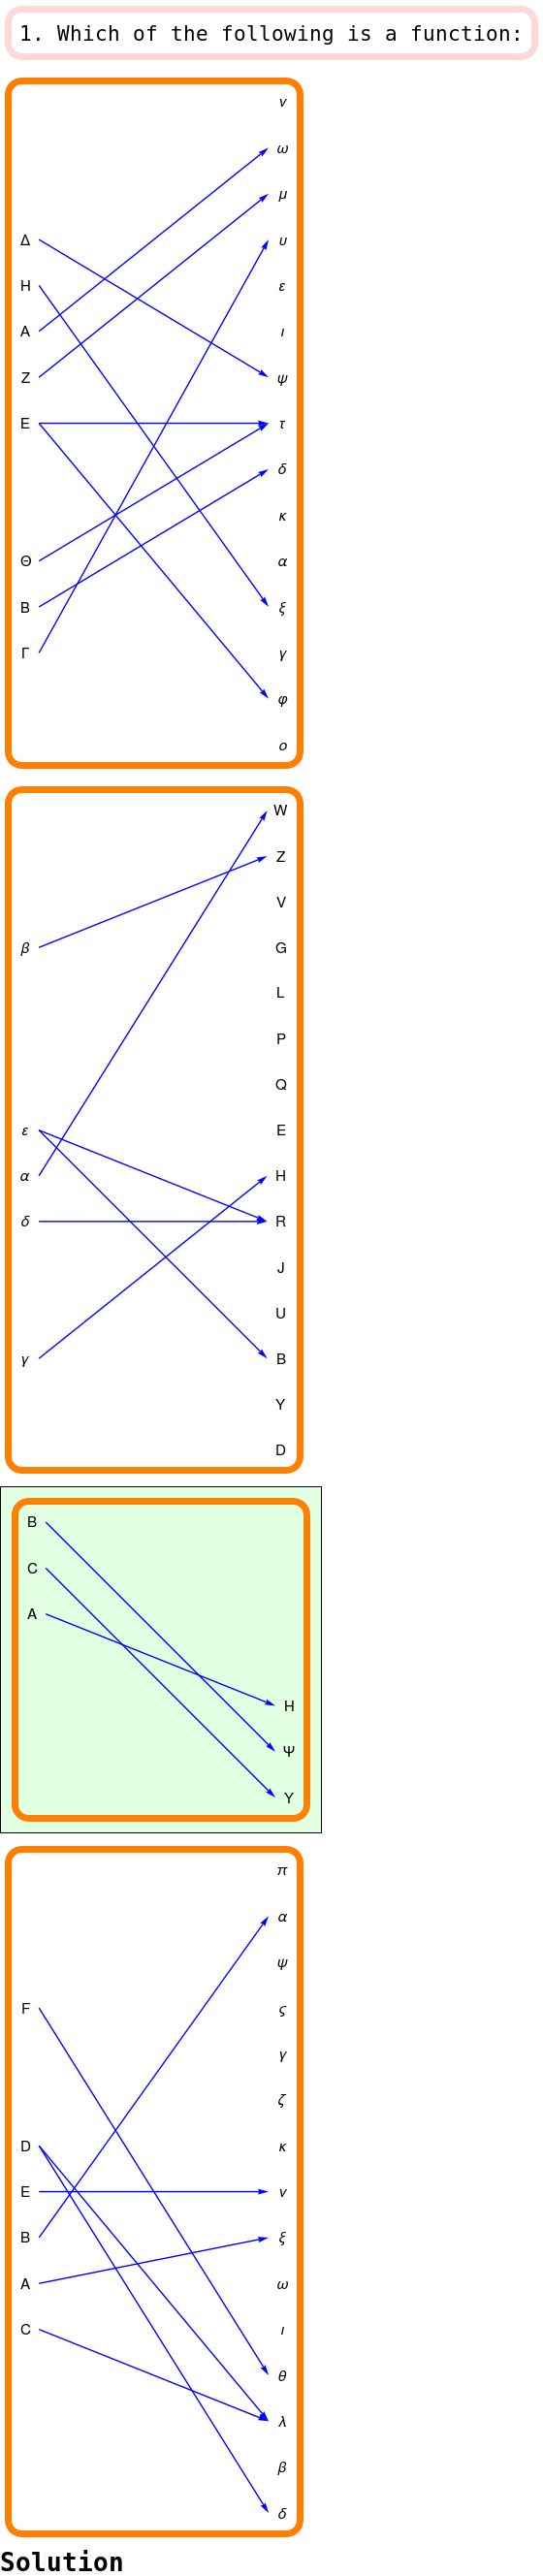 1. Which of the following is a function:
ν
ω
μ
Δ υ
Η ε
Α ι
Ζ ψ
Ε τ
δ
κ
Θ α
Β ξ
Γ γ
φ
ο
W
Z
V
β G
L
P
Q
ε E
α H
δ R
J
U
γ B
Y
D
B
C
A
Η
Ψ
Υ
π
α
ψ
F ς
γ
ζ
D κ
E ν
B ξ
A ω
C ι
θ
λ
β
δ
Solution